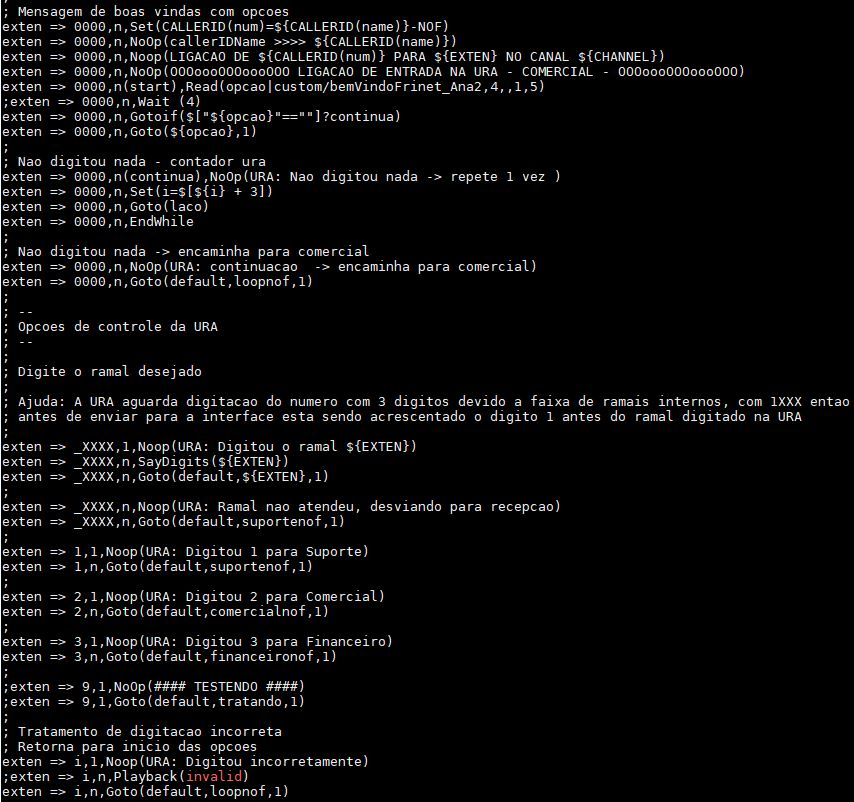 ;
; Mensagem de boas vindas com opcoes
exten => 0000,n,Set(CALLERID(num)=${CALLERID(name)}-NOF)
exten => 0000,n,NoOp(callerIDName >>>> ${CALLERID(name)})
exten => 0000,n,Noop(LIGACAO DE ${CALLERID(num)} PARA ${EXTEN} NO CANAL ${CHANNEL})
exten => 0000,n,NoOp(OOOoooOOOoooOOO LIGACAO DE ENTRADA NA URA - COMERCIAL - OOOoooOOOoooOOO)
exten => 0000,n(start),Read(opcao|custom/bemVindoFrinet_Ana2,4,,1,5)
;exten => 0000,n,Wait (4)
exten => 0000,n,Gotoif($["${opcao}"==""]?continua)
exten => 0000,n,Goto(${opcao},1)
;
; Nao digitou nada - contador ura
exten => 0000,n(continua),NoOp(URA: Nao digitou nada -> repete 1 vez )
exten => 0000,n,Set(i=$[${i} + 3])
exten => 0000,n,Goto(laco)
exten => 0000,n,EndWhile
;
; Nao digitou nada -> encaminha para comercial
exten => 0000,n,NoOp(URA: continuacao  -> encaminha para comercial)
exten => 0000,n,Goto(default,loopnof,1)
;
; --
; Opcoes de controle da URA
; --
;
; Digite o ramal desejado
;
; Ajuda: A URA aguarda digitacao do numero com 3 digitos devido a faixa de ramais internos, com 1XXX entao
; antes de enviar para a interface esta sendo acrescentado o digito 1 antes do ramal digitado na URA
;
exten => _XXXX,1,Noop(URA: Digitou o ramal ${EXTEN})
exten => _XXXX,n,SayDigits(${EXTEN})
exten => _XXXX,n,Goto(default,${EXTEN},1)
;
exten => _XXXX,n,Noop(URA: Ramal nao atendeu, desviando para recepcao)
exten => _XXXX,n,Goto(default,suportenof,1)
;
exten => 1,1,Noop(URA: Digitou 1 para Suporte)
exten => 1,n,Goto(default,suportenof,1)
;
exten => 2,1,Noop(URA: Digitou 2 para Comercial)
exten => 2,n,Goto(default,comercialnof,1)
;
exten => 3,1,Noop(URA: Digitou 3 para Financeiro)
exten => 3,n,Goto(default,financeironof,1)
;
;exten => 9,1,NoOp(#### TESTENDO ####)
;exten => 9,1,Goto(default,tratando,1)
;
; Tratamento de digitacao incorreta
; Retorna para inicio das opcoes
exten => i,1,Noop(URA: Digitou incorretamente)
;exten => i,n,Playback(invalid)
exten => i,n,Goto(default,loopnof,1)